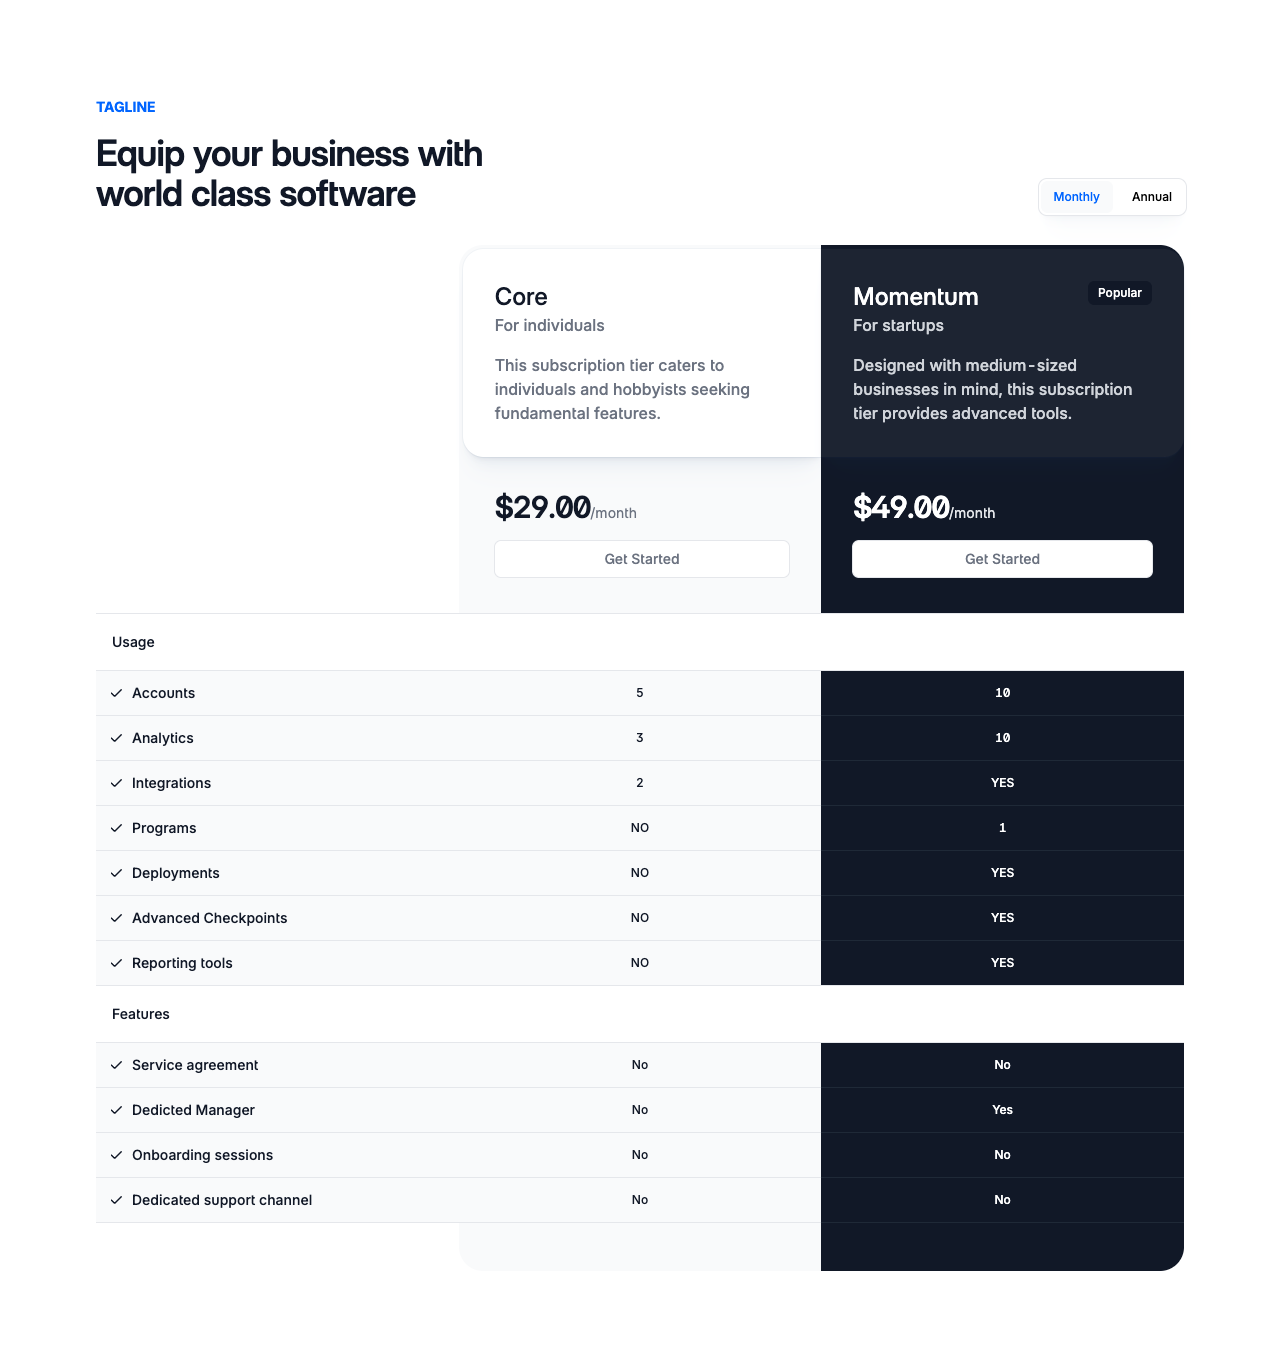 TAGLINE
Equip your business with
world class software
Monthly Annual
Core
For individuals
This subscription tier caters to
individuals and hobbyists seeking
fundamental features.
Momentum
Popular
For startups
Designed with medium-sized
businesses in mind, this subscription
tier provides advanced tools.
$29.00/month
Get Started
$49.00/month
Get Started
Usage
Accounts 5 10
Analytics 3 10
Integrations 2 YES
Programs NO 1
Deployments NO YES
Advanced Checkpoints NO YES
Reporting tools NO YES
Features
Service agreement No No
Dedicted Manager No Yes
Onboarding sessions No No
Dedicated support channel No No